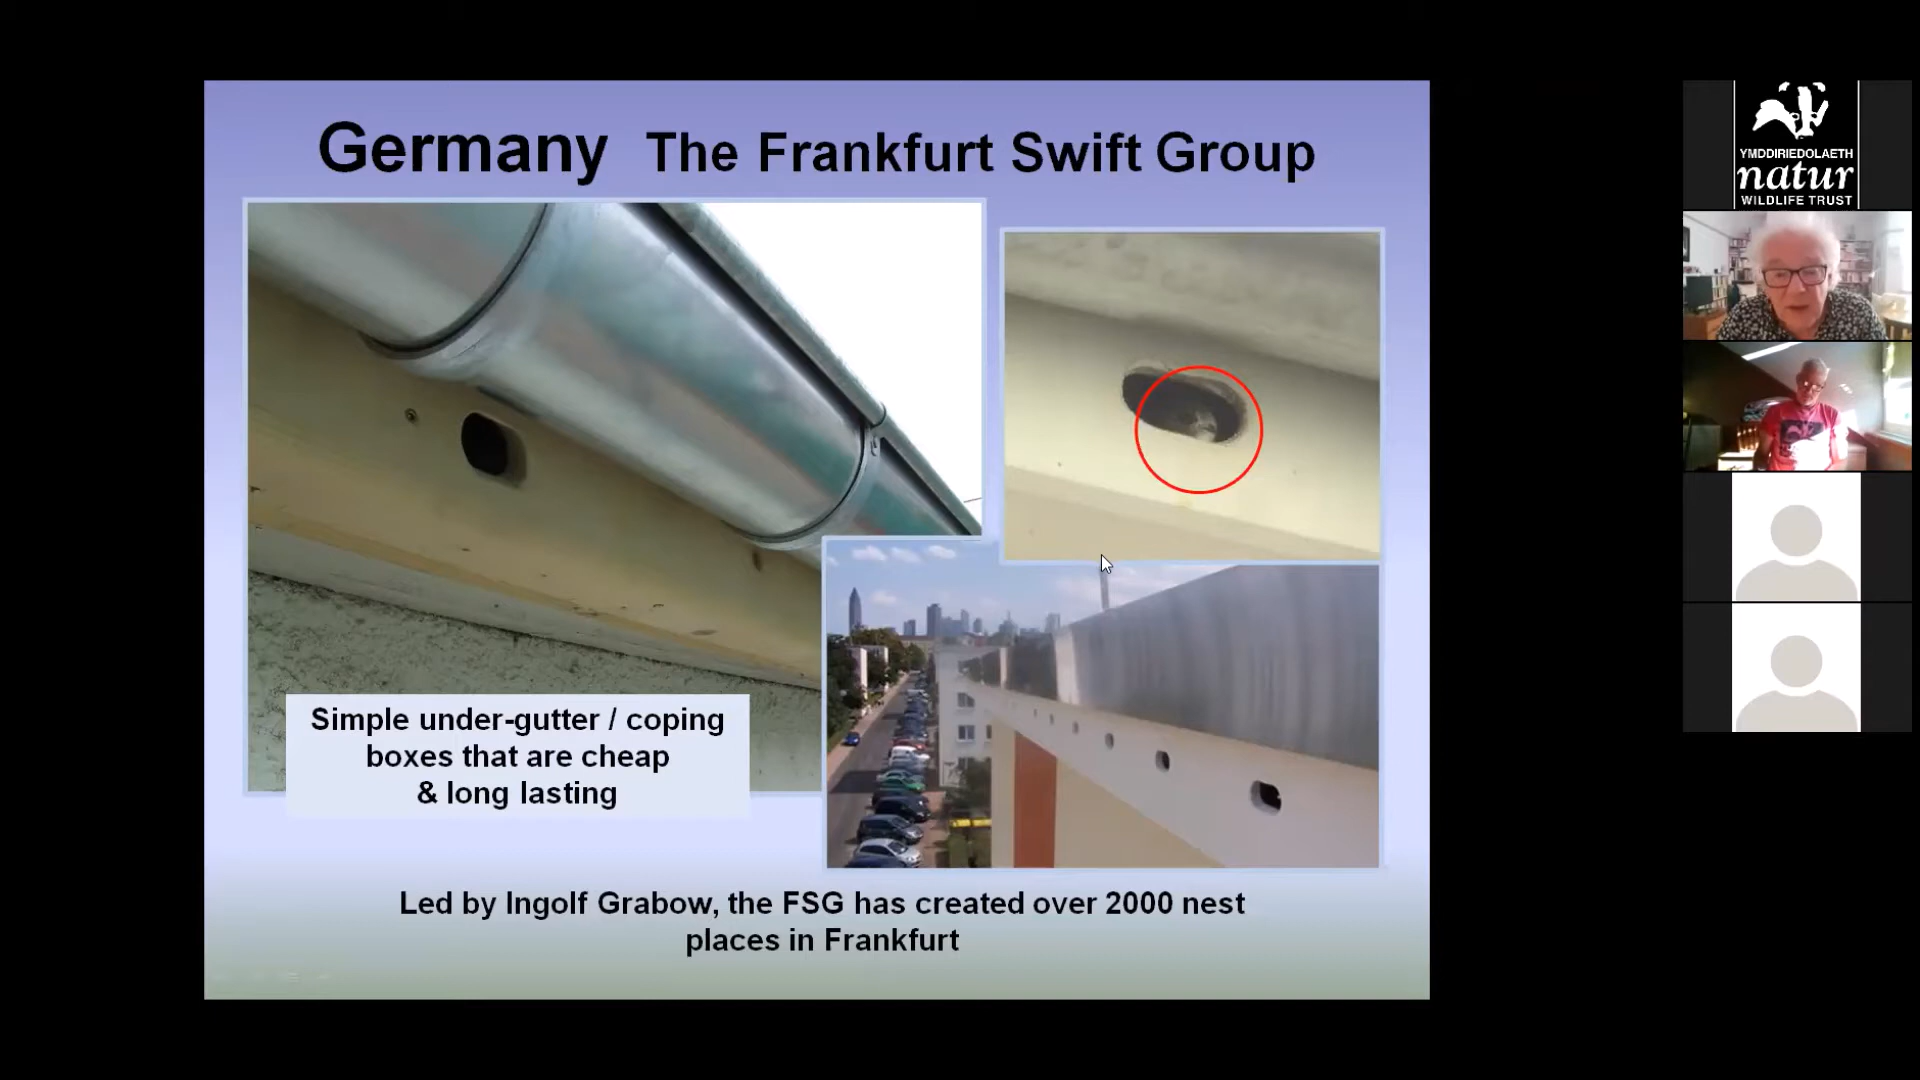 Germany The Frankfurt Swift Group
Simple under-gutter / coping
boxes that are cheap
& long lasting
Led by Ingolf Grabow, the FSG has created over 2000 nest
places in Frankfurt
YMDDIRIEDOLAETH
natur
WILDLIFE TRUST